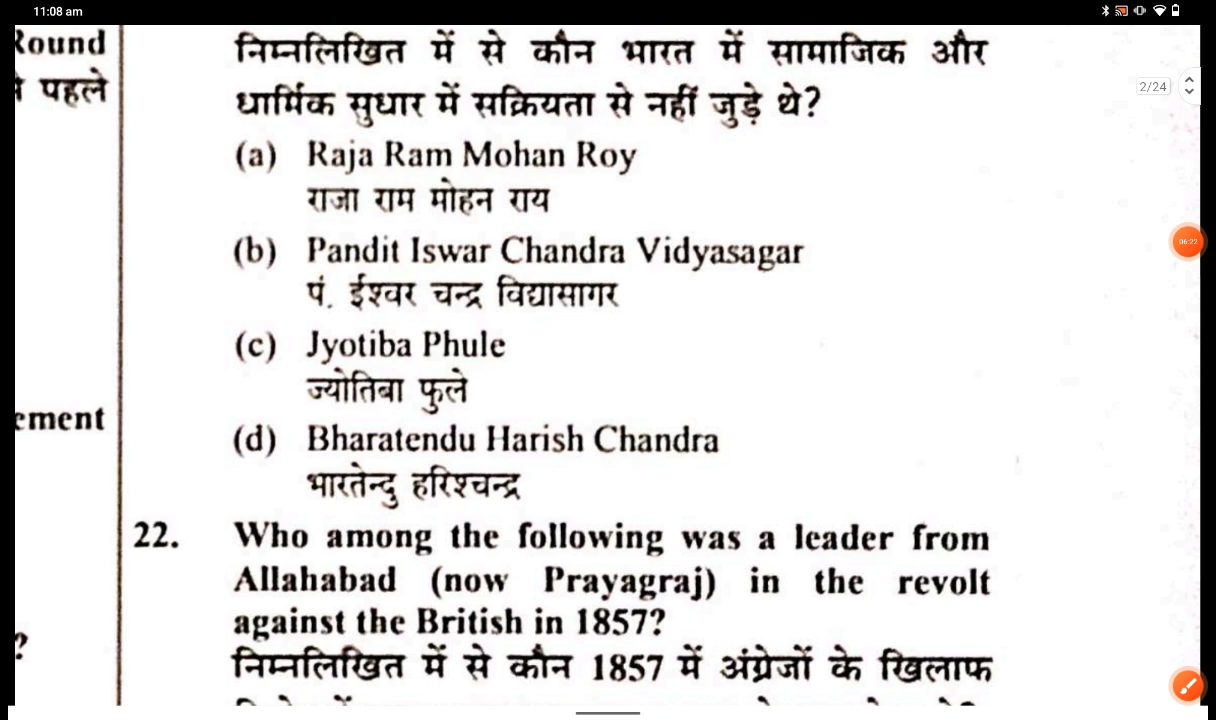 11:08 am
Round
पहले
ement
?
निम्नलिखित में से कौन भारत में सामाजिक और
धार्मिक सुधार में सक्रियता से नहीं जुड़े थे?
(a) Raja Ram Mohan Roy
राजा राम मोहन राय
(b) Pandit Iswar Chandra Vidyasagar
पं. ईश्वर चन्द्र विद्यासागर
(c) Jyotiba Phule
ज्योतिबा फुले
(d) Bharatendu Harish Chandra
भारतेन्दु हरिश्चन्द्र
22. Who among the following was a leader from
Allahabad (now Prayagraj) in the revolt
against the British in 1857?
निम्नलिखित में से कौन 1857 में अंग्रेजों के खिलाफ
2/24
06:22